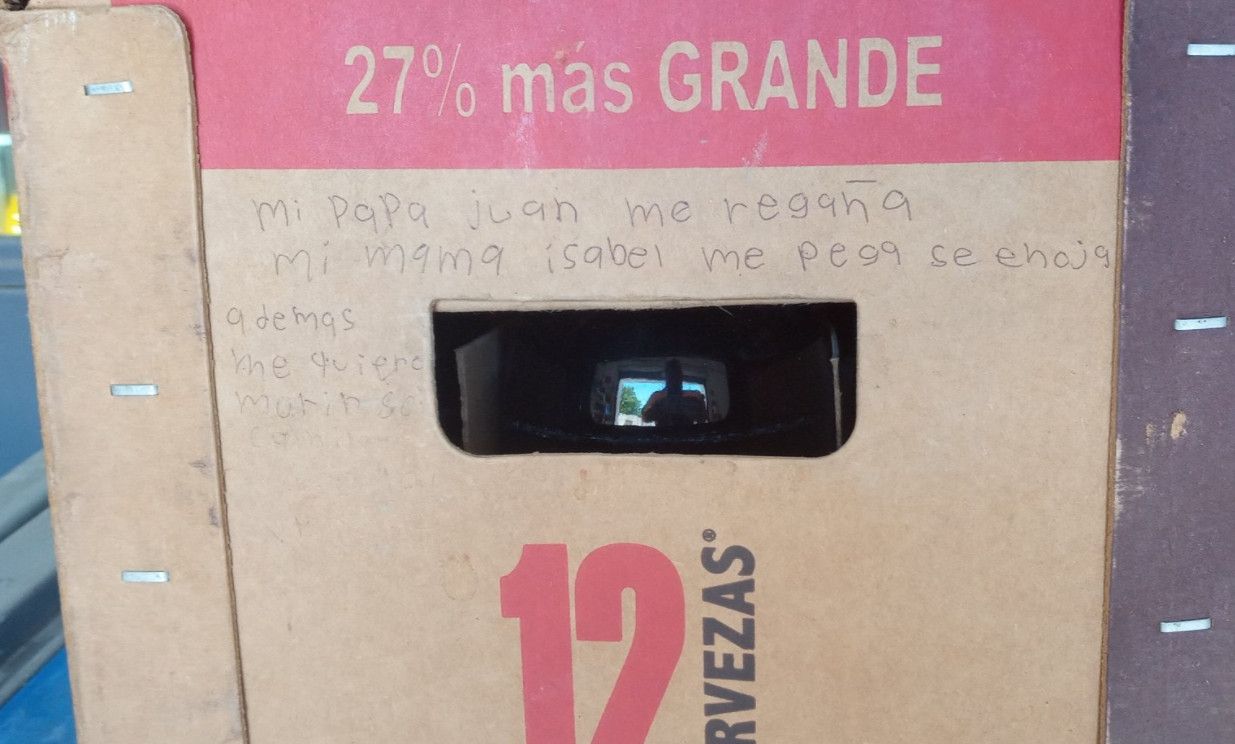 27% más GRANDE
mi papa juan me regaña
mi mama isabel me pega se enoja
ademas
me quiero
morir
12
RVEZAS®